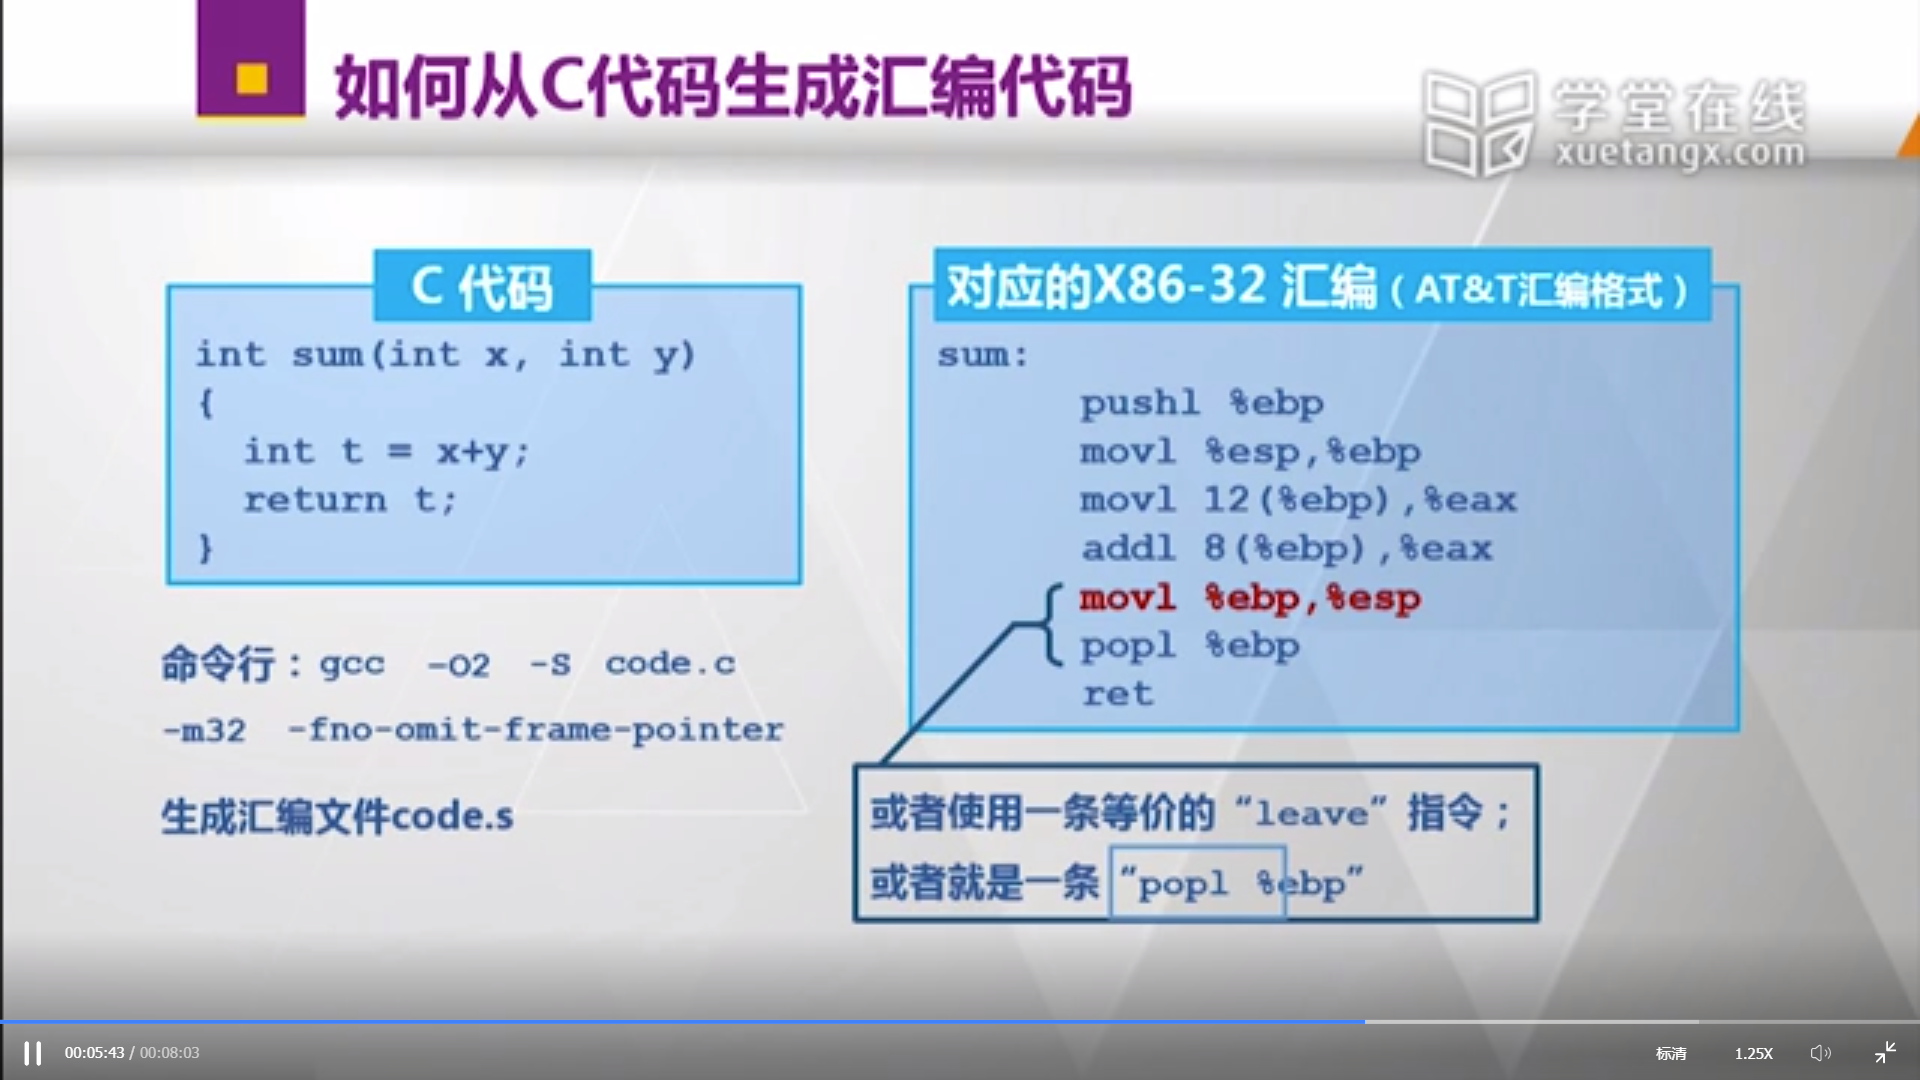 如何从C代码生成汇编代码
学堂在线
xuetangx.com
C 代码
int sum(int x, int y)
{
  int t = x+y;
  return t;
}
命令行：gcc  -O2  -S  code.c
-m32  -fno-omit-frame-pointer
生成汇编文件code.s
对应的X86-32 汇编（AT&T汇编格式）
sum:
      pushl %ebp
      movl %esp,%ebp
      movl 12(%ebp),%eax
      addl 8(%ebp),%eax
      movl %ebp,%esp
      popl %ebp
      ret
或者使用一条等价的“leave”指令；
或者就是一条“popl %ebp”
00:05:43 / 00:08:03
标清
1.25X